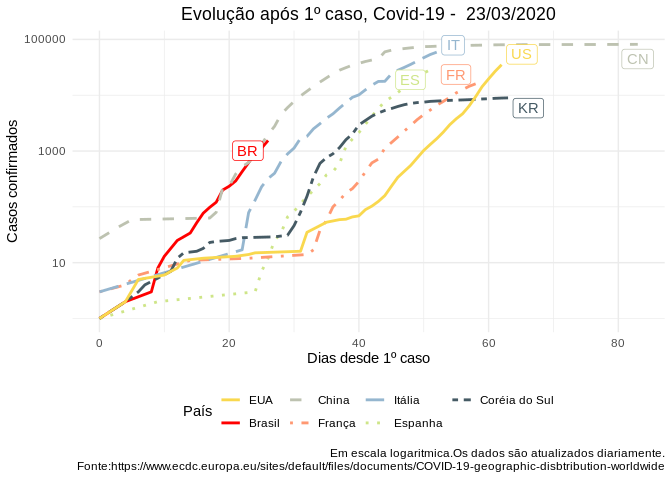 Evolução após 1º caso, Covid-19 - 23/03/2020
Casos confirmados
100000
1000
10
IT
US
CN
FR
ES
KR
BR
0
20
40
60
80
Dias desde 1º caso
País
EUA
China
Itália
Coréia do Sul
Brasil
França
Espanha
Em escala logaritmica.Os dados são atualizados diariamente.
Fonte:https://www.ecdc.europa.eu/sites/default/files/documents/COVID-19-geographic-disbtribution-worldwide